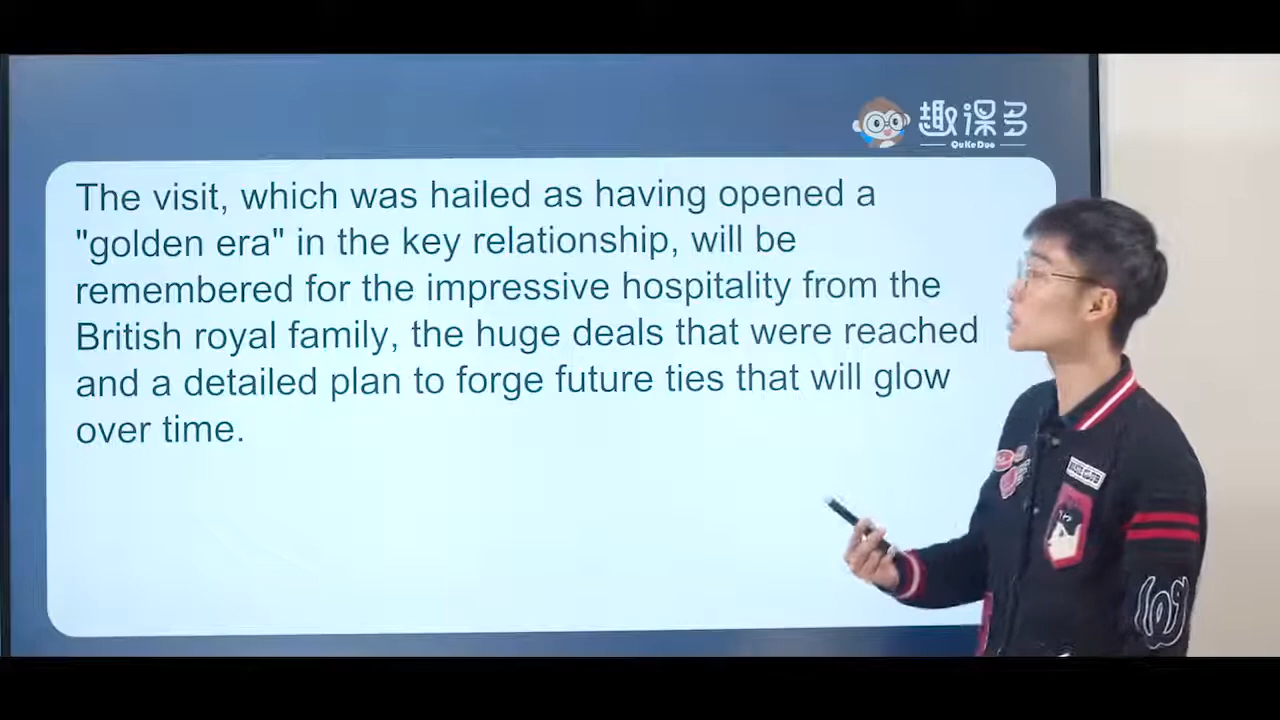 趣课多
QuKeDuo
The visit, which was hailed as having opened a
"golden era" in the key relationship, will be
remembered for the impressive hospitality from the
British royal family, the huge deals that were reached
and a detailed plan to forge future ties that will glow
over time.